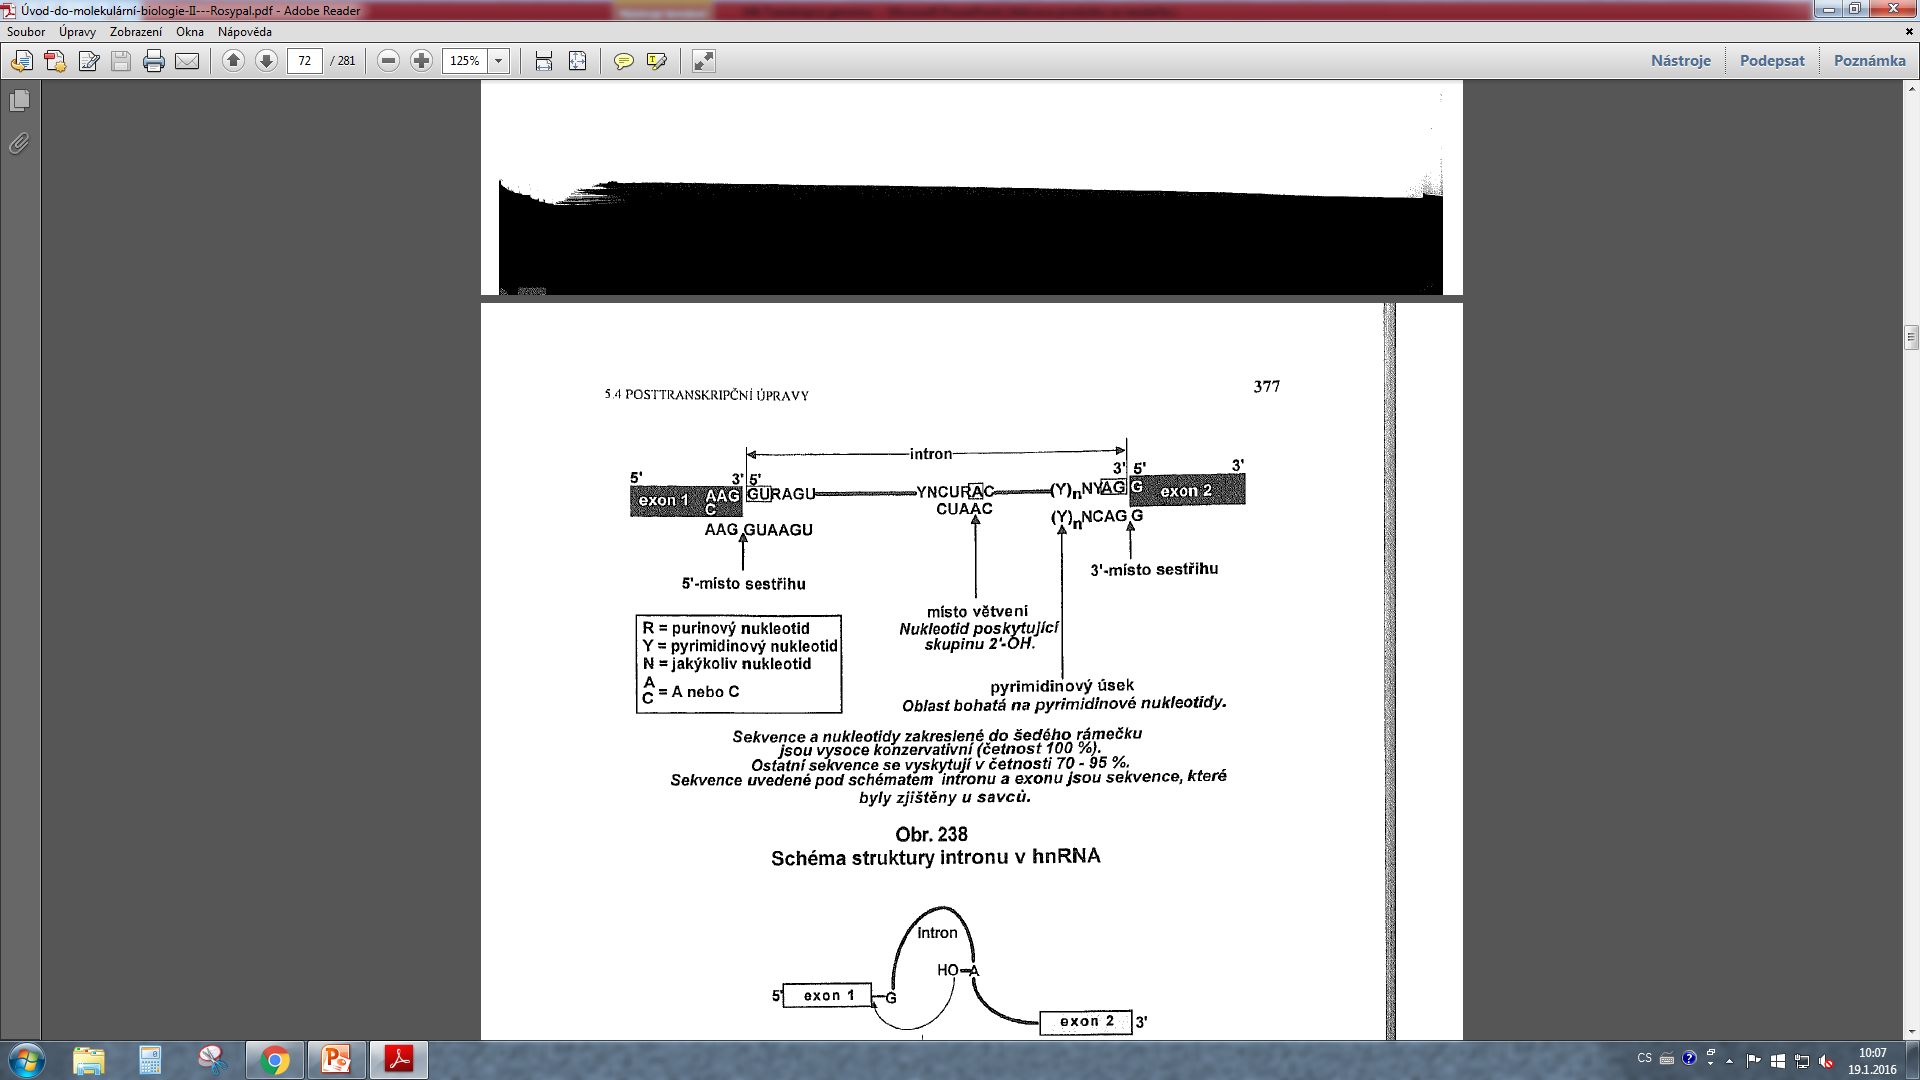 Úvod-do-molekulární-biologie-II---Rosypal.pdf - Adobe Reader
Soubor Úpravy Zobrazení Okna Nápověda
72 / 281 125% Nástroje Podepsat Poznámka
5.4 POSTTRANSKRIPČNÍ ÚPRAVY 377
intron
5' 3' 5' 3' 5' 3'
exon 1 AAG GURAGU YNCURAC (Y)nNYAG G exon 2
C CUAAC
AAG GUAAGU (Y)nNCAG G
5'-místo sestřihu
3'-místo sestřihu
místo větvení
Nukleotid poskytující
skupinu 2'-OH.
R = purinový nukleotid
Y = pyrimidinový nukleotid
N = jakýkoliv nukleotid
A
C = A nebo C
pyrimidinový úsek
Oblast bohatá na pyrimidinové nukleotidy.
Sekvence a nukleotidy zakreslené do šedého rámečku
jsou vysoce konzervativní (četnost 100 %).
Ostatní sekvence se vyskytují v četnosti 70 - 95 %.
Sekvence uvedené pod schématem intronu a exonu jsou sekvence, které
byly zjištěny u savců.
Obr. 238
Schéma struktury intronu v hnRNA
intron
HO A
5' exon 1 G
exon 2 3'
CS 10:07
19.1.2016